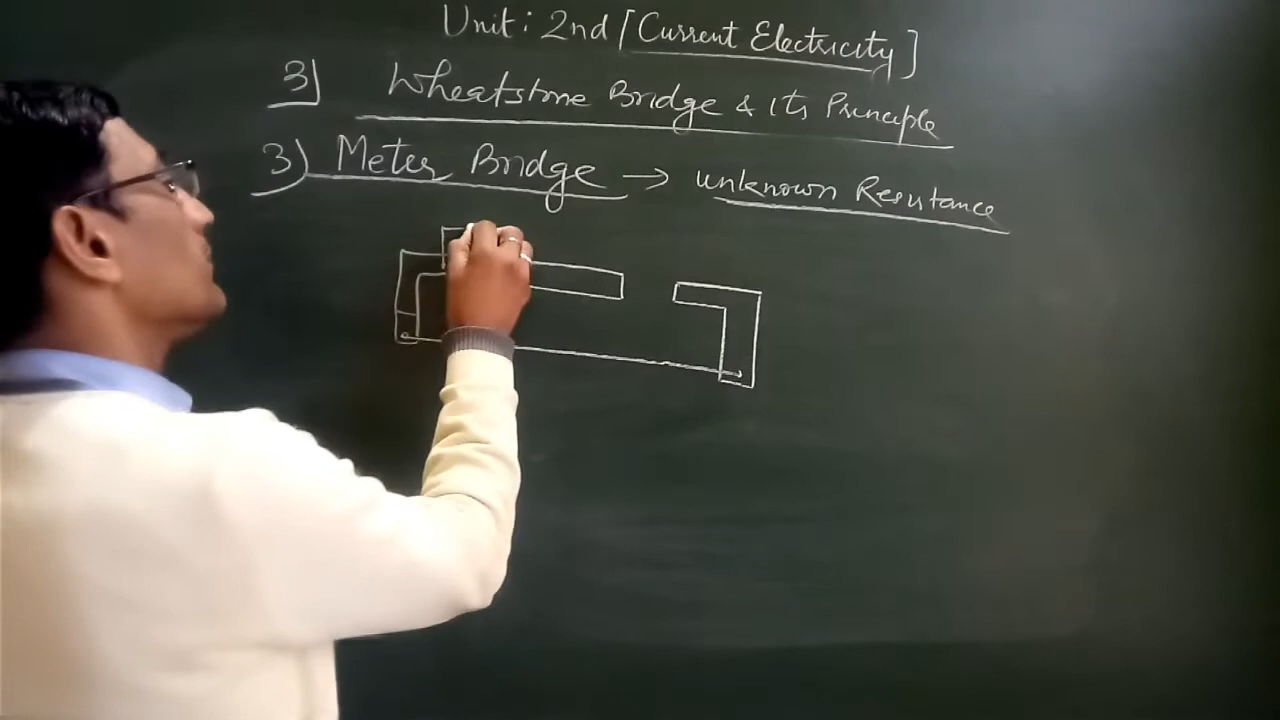 Unit: 2nd [Current Electricity]
3] Wheatstone Bridge & its Principle
3) Meter Bridge → unknown Resistance